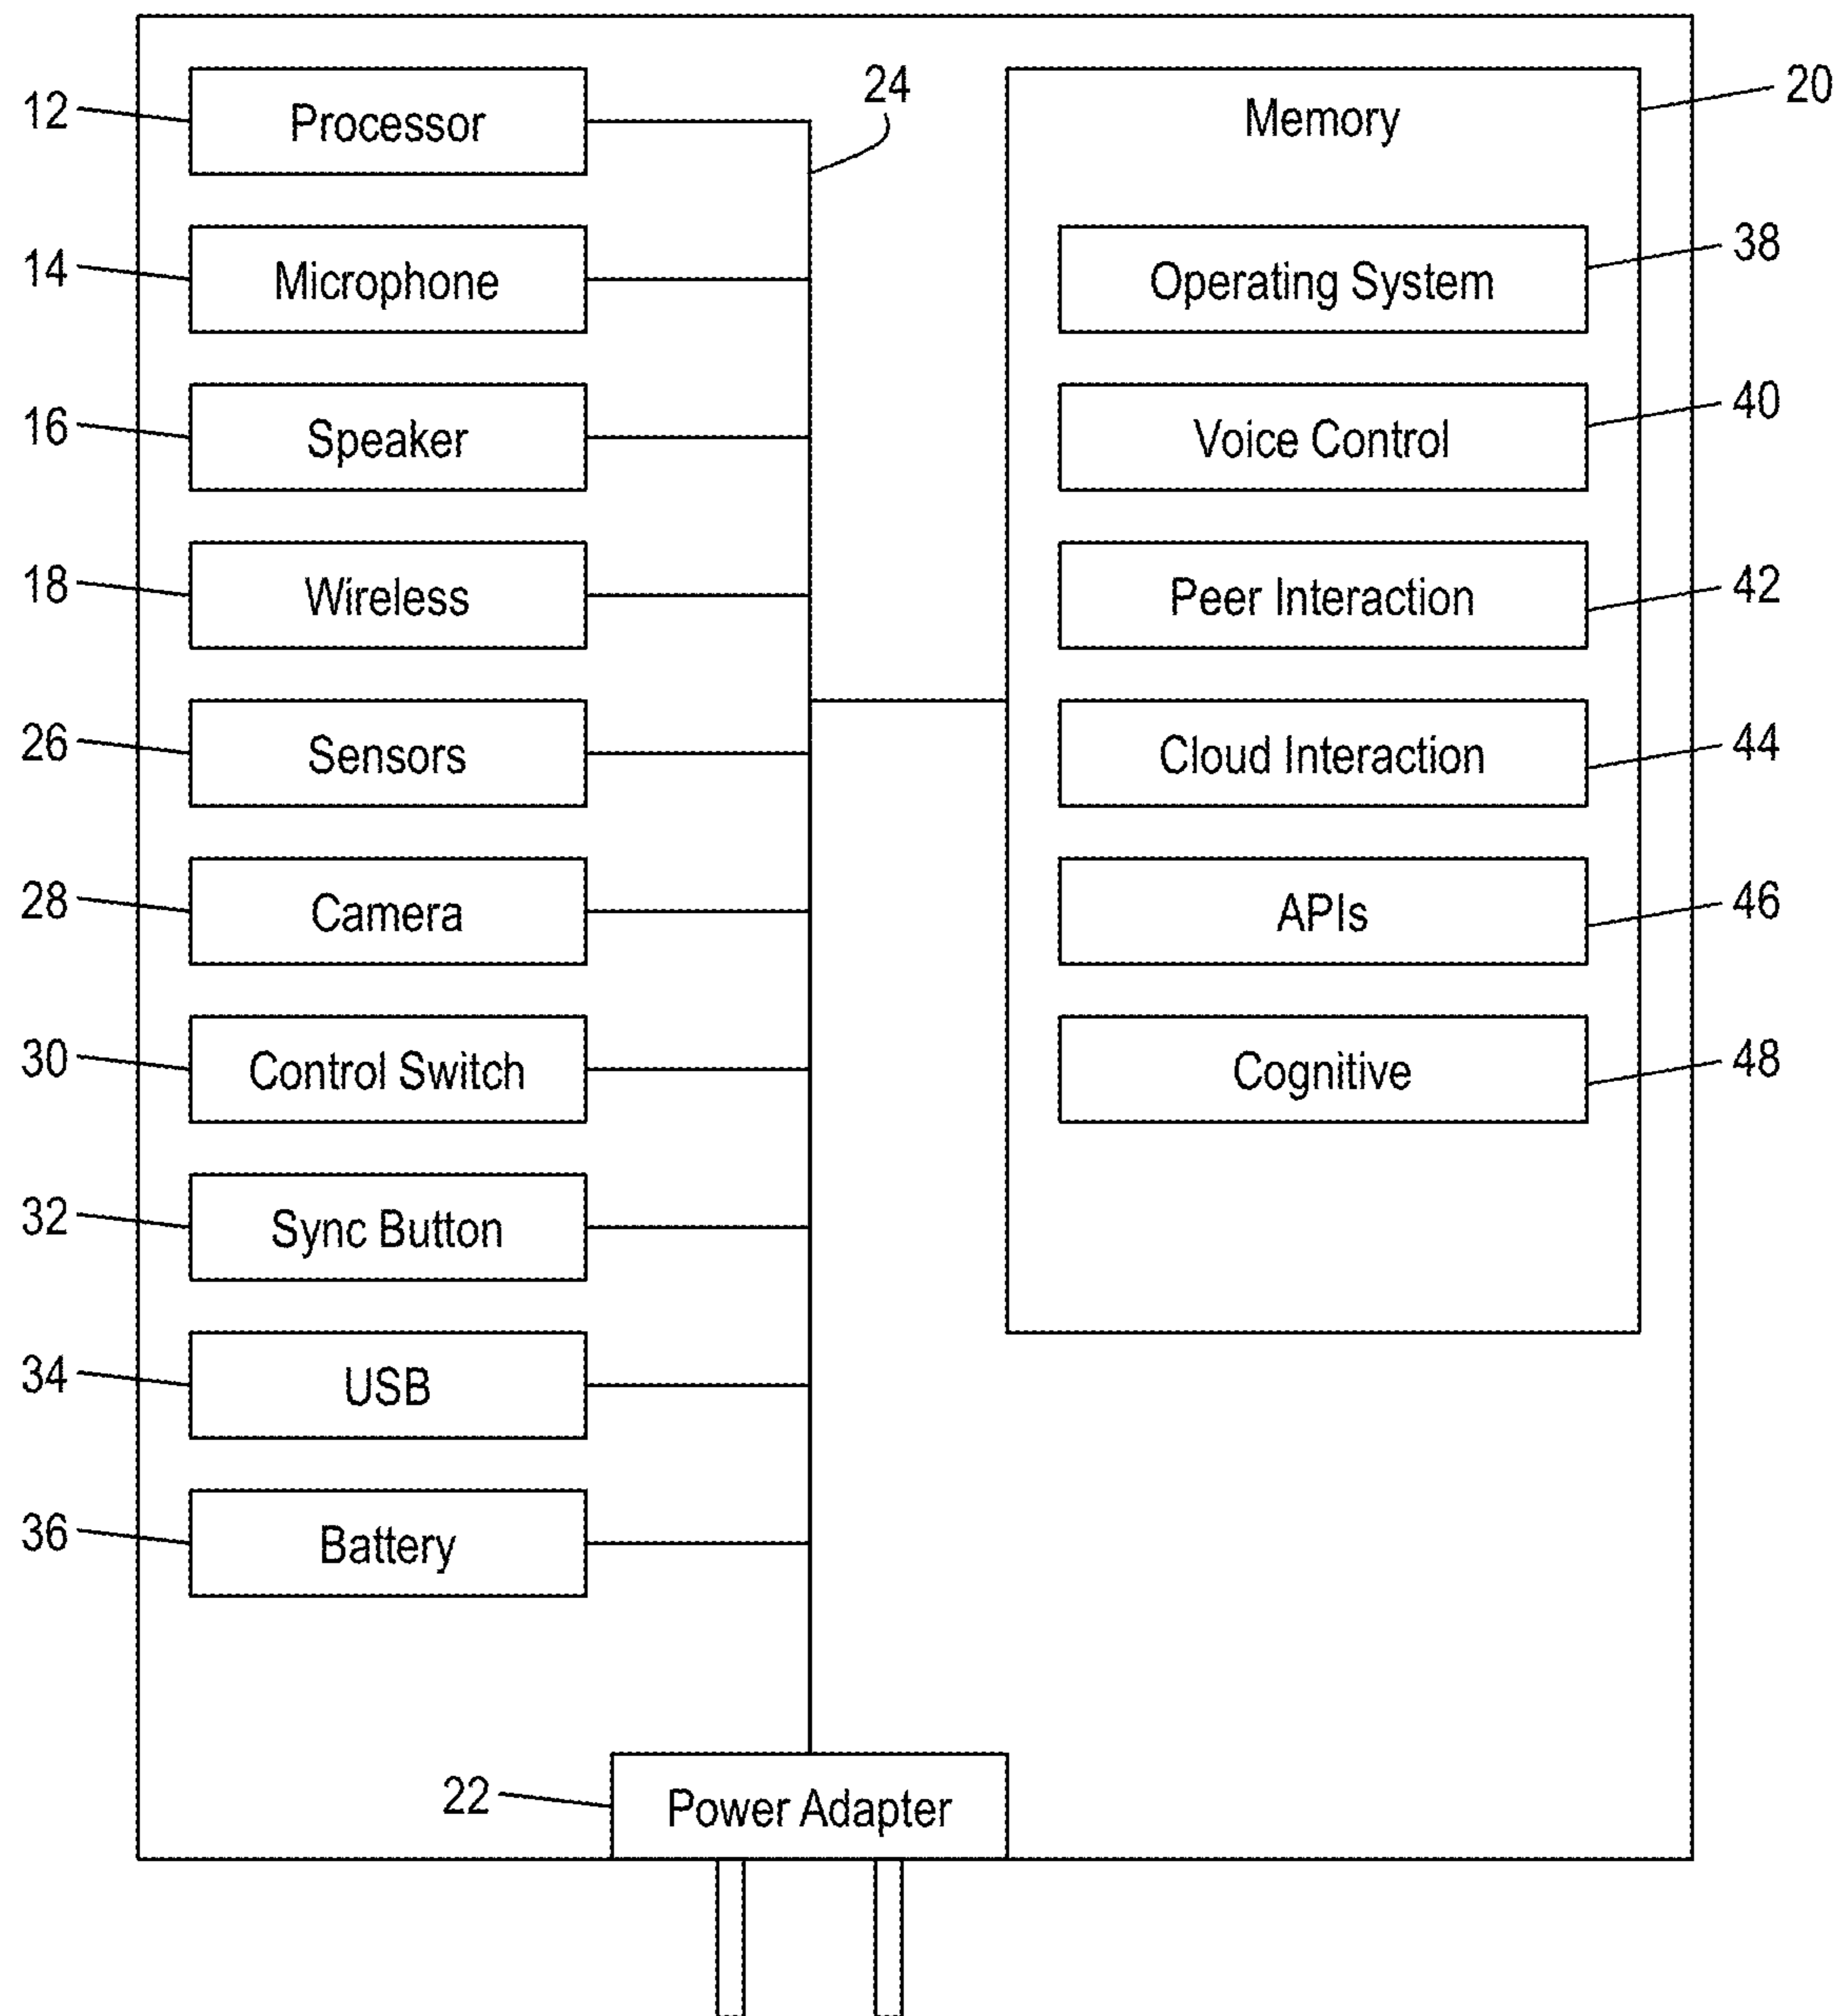 12 Processor 24 Memory 20
14 Microphone Operating System 38
16 Speaker Voice Control 40
18 Wireless Peer Interaction 42
26 Sensors Cloud Interaction 44
28 Camera APIs 46
30 Control Switch Cognitive 48
32 Sync Button
34 USB
36 Battery
22 Power Adapter